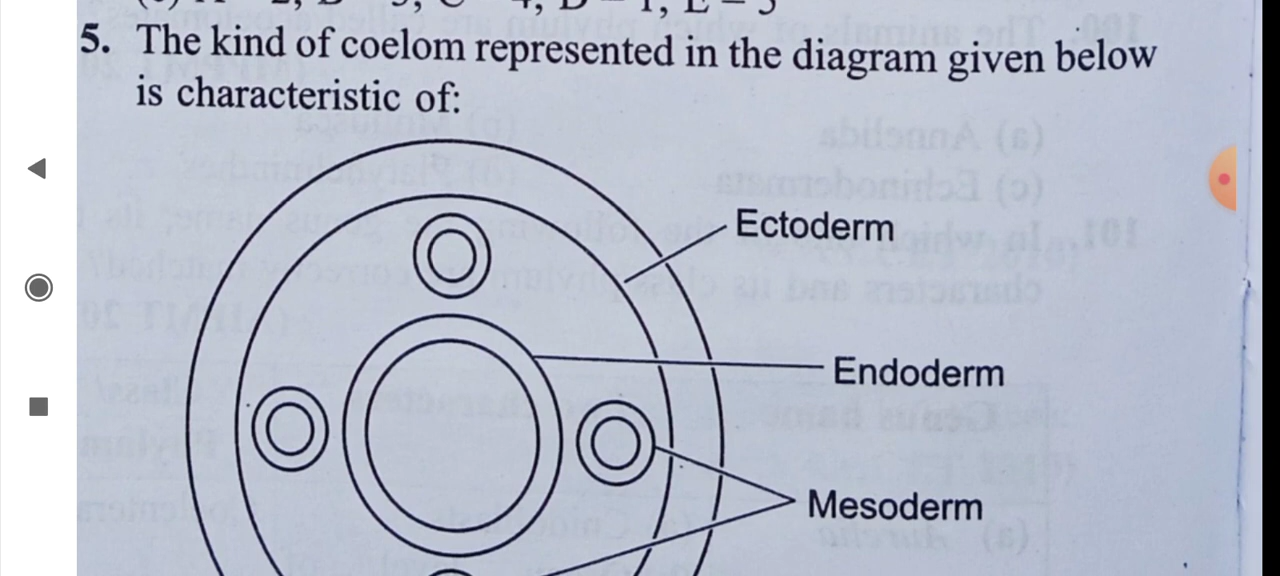 5. The kind of coelom represented in the diagram given below
is characteristic of:
Ectoderm
Endoderm
Mesoderm